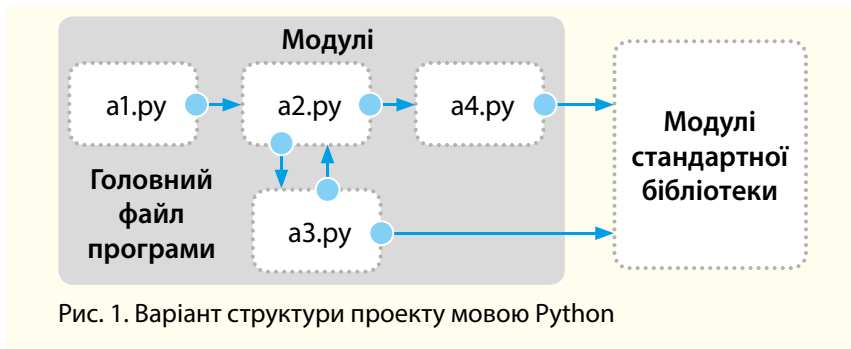 Модулі
a1.py
a2.py
a4.py
Модулі
стандартної
бібліотеки
Головний
файл
програми
a3.py
Рис. 1. Варіант структури проекту мовою Python